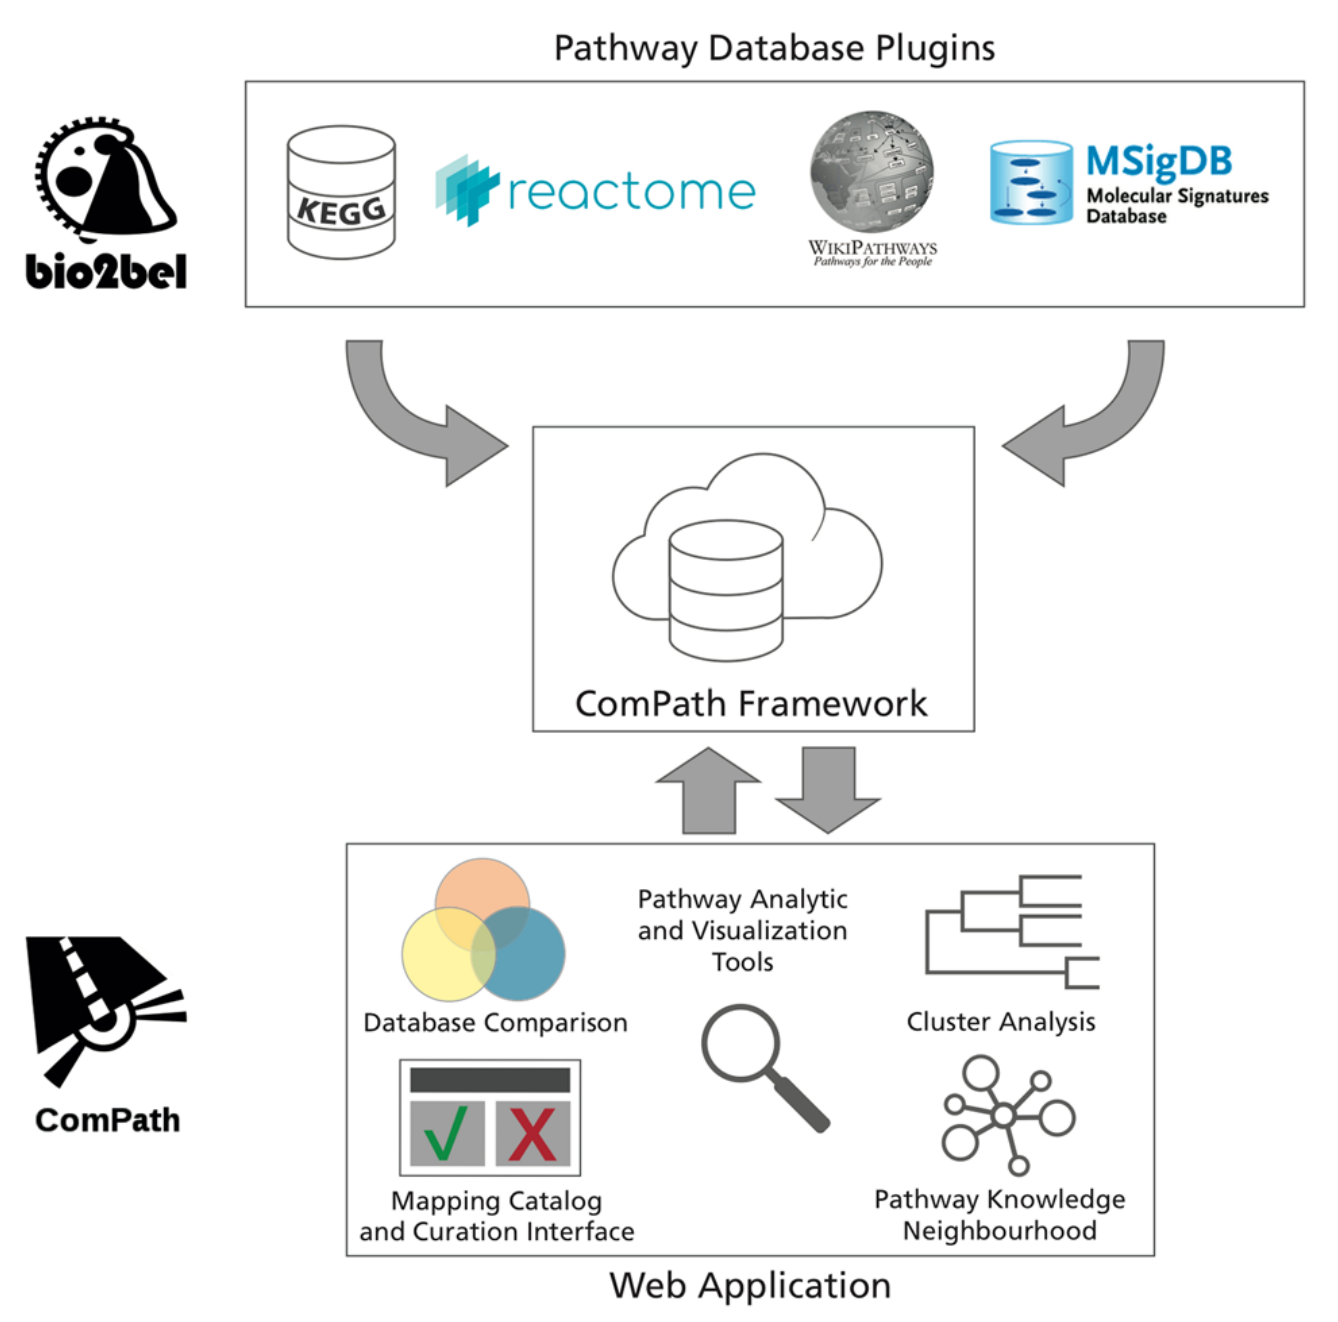 Pathway Database Plugins
bio2bel
KEGG
reactome
WIKIPATHWAYS
Pathways for the People
MSigDB
Molecular Signatures
Database
ComPath Framework
ComPath
Database Comparison
Pathway Analytic
and Visualization
Tools
Cluster Analysis
Mapping Catalog
and Curation Interface
Pathway Knowledge
Neighbourhood
Web Application